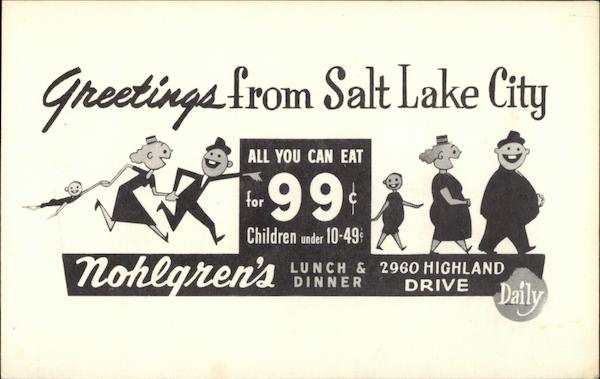 Greetings from Salt Lake City
ALL YOU CAN EAT
for 99¢
Children under 10-49¢
Nohlgren's
LUNCH &
DINNER
2960 HIGHLAND
DRIVE
Daily